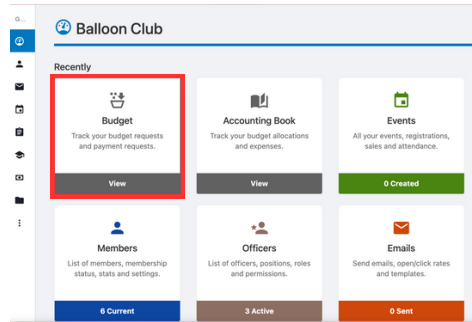 G...
Balloon Club
Recently
Budget
Track your budget requests
and payment requests.
View
Accounting Book
Track your budget allocations
and expenses.
View
Events
All your events, registrations,
sales and attendance.
0 Created
Members
List of members, membership
status, stats and settings.
6 Current
Officers
List of officers, positions, roles
and permissions.
3 Active
Emails
Send emails, open/click rates
and templates.
0 Sent